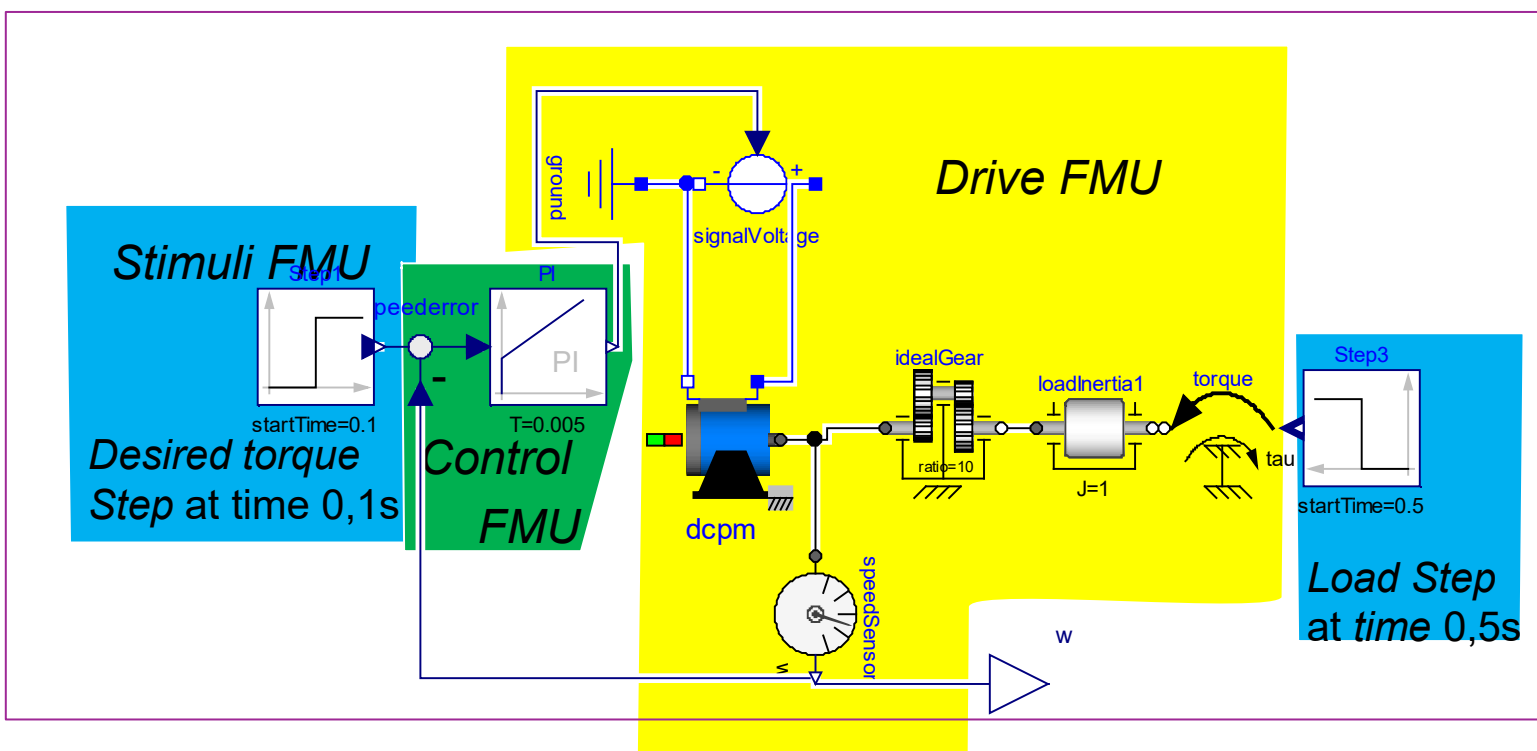 Drive FMU
ground
-
+
signalVoltage
Stimuli FMU
Step1
startTime=0.1
Desired torque
Step at time 0,1s
peederror
-
PI
PI
T=0.005
Control
FMU
dcpm
idealGear
ratio=10
loadInertia1
J=1
torque
tau
Step3
startTime=0.5
Load Step
at time 0,5s
speedSensor
w
w